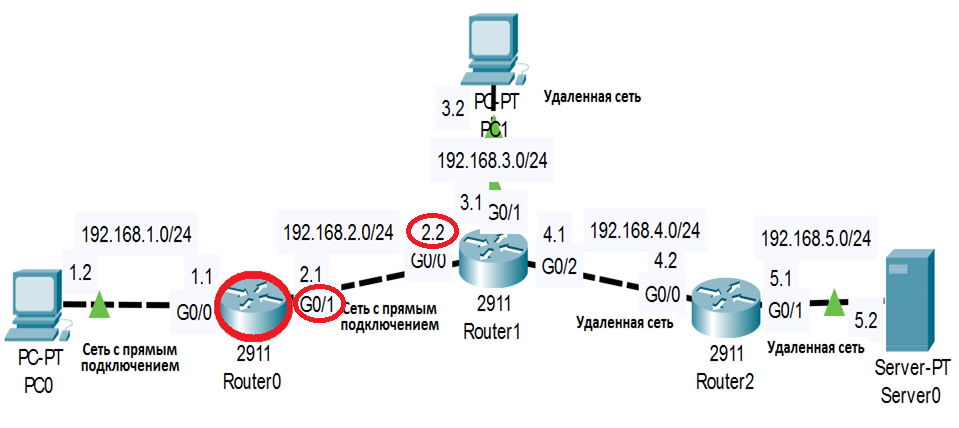 PC-PT
PC1
Удаленная сеть
3.2
192.168.3.0/24
3.1
G0/1
192.168.1.0/24
192.168.2.0/24
2.2
4.1
192.168.4.0/24
192.168.5.0/24
1.2
1.1
2.1
G0/0
G0/2
4.2
5.1
G0/0
G0/1
Сеть с прямым
подключением
G0/0
G0/1
5.2
2911
Router1
Удаленная сеть
Удаленная сеть
Сеть с прямым
подключением
PC-PT
PC0
2911
Router0
2911
Router2
Server-PT
Server0